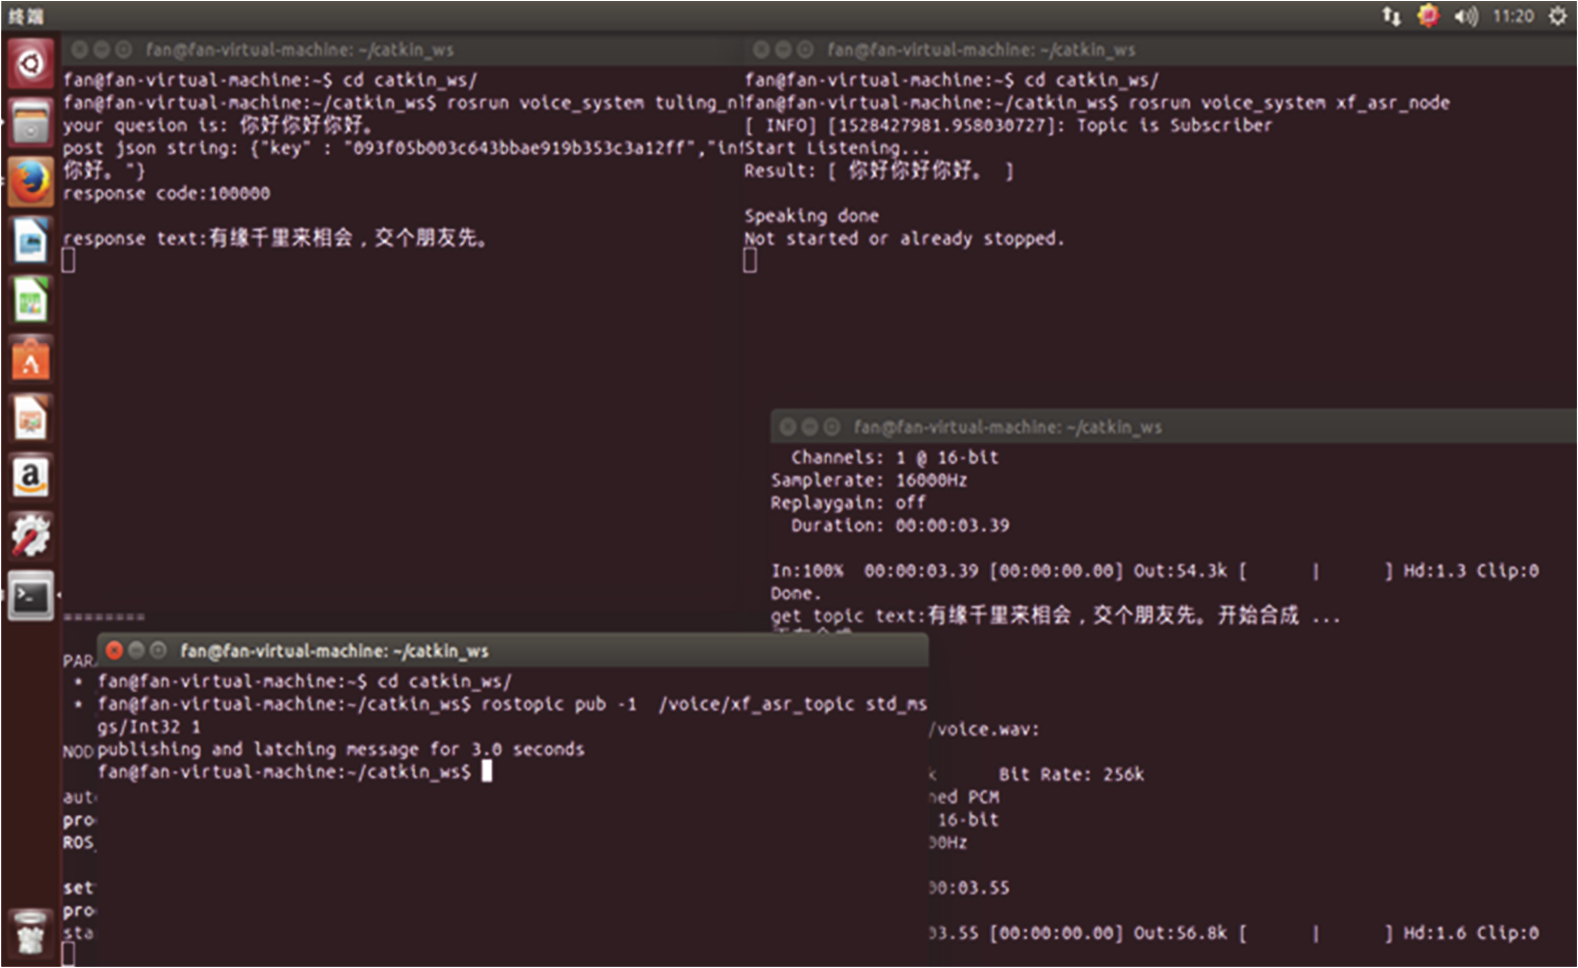 终端
11:20
fan@fan-virtual-machine: ~/catkin_ws
fan@fan-virtual-machine:~$ cd catkin_ws/
fan@fan-virtual-machine:~/catkin_ws$ rosrun voice_system tuling_nl
your quesion is: 你好你好你好。
post json string: {"key" : "093f05b003c643bbae919b353c3a12ff","inf
你好。"}
response code:100000
response text:有缘千里来相会，交个朋友先。
========
PAR
*
*
NOD
aut
pro
ROS_
set
pro
sta
fan@fan-virtual-machine: ~/catkin_ws
fan@fan-virtual-machine:~$ cd catkin_ws/
fan@fan-virtual-machine:~/catkin_ws$ rosrun voice_system xf_asr_node
[ INFO] [1528427981.958030727]: Topic is Subscriber
Start Listening...
Result: [ 你好你好你好。 ]
Speaking done
Not started or already stopped.
fan@fan-virtual-machine: ~/catkin_ws
Channels: 1 @ 16-bit
Samplerate: 16000Hz
Replaygain: off
Duration: 00:00:03.39
In:100% 00:00:03.39 [00:00:00.00] Out:54.3k [ | ] Hd:1.3 Clip:0
Done.
get topic text:有缘千里来相会，交个朋友先。开始合成 ...
/voice.wav:
k Bit Rate: 256k
ned PCM
16-bit
00Hz
00:03.55
03.55 [00:00:00.00] Out:56.8k [ | ] Hd:1.6 Clip:0
fan@fan-virtual-machine: ~/catkin_ws
fan@fan-virtual-machine:~$ cd catkin_ws/
fan@fan-virtual-machine:~/catkin_ws$ rostopic pub -1 /voice/xf_asr_topic std_ms
gs/Int32 1
publishing and latching message for 3.0 seconds
fan@fan-virtual-machine:~/catkin_ws$